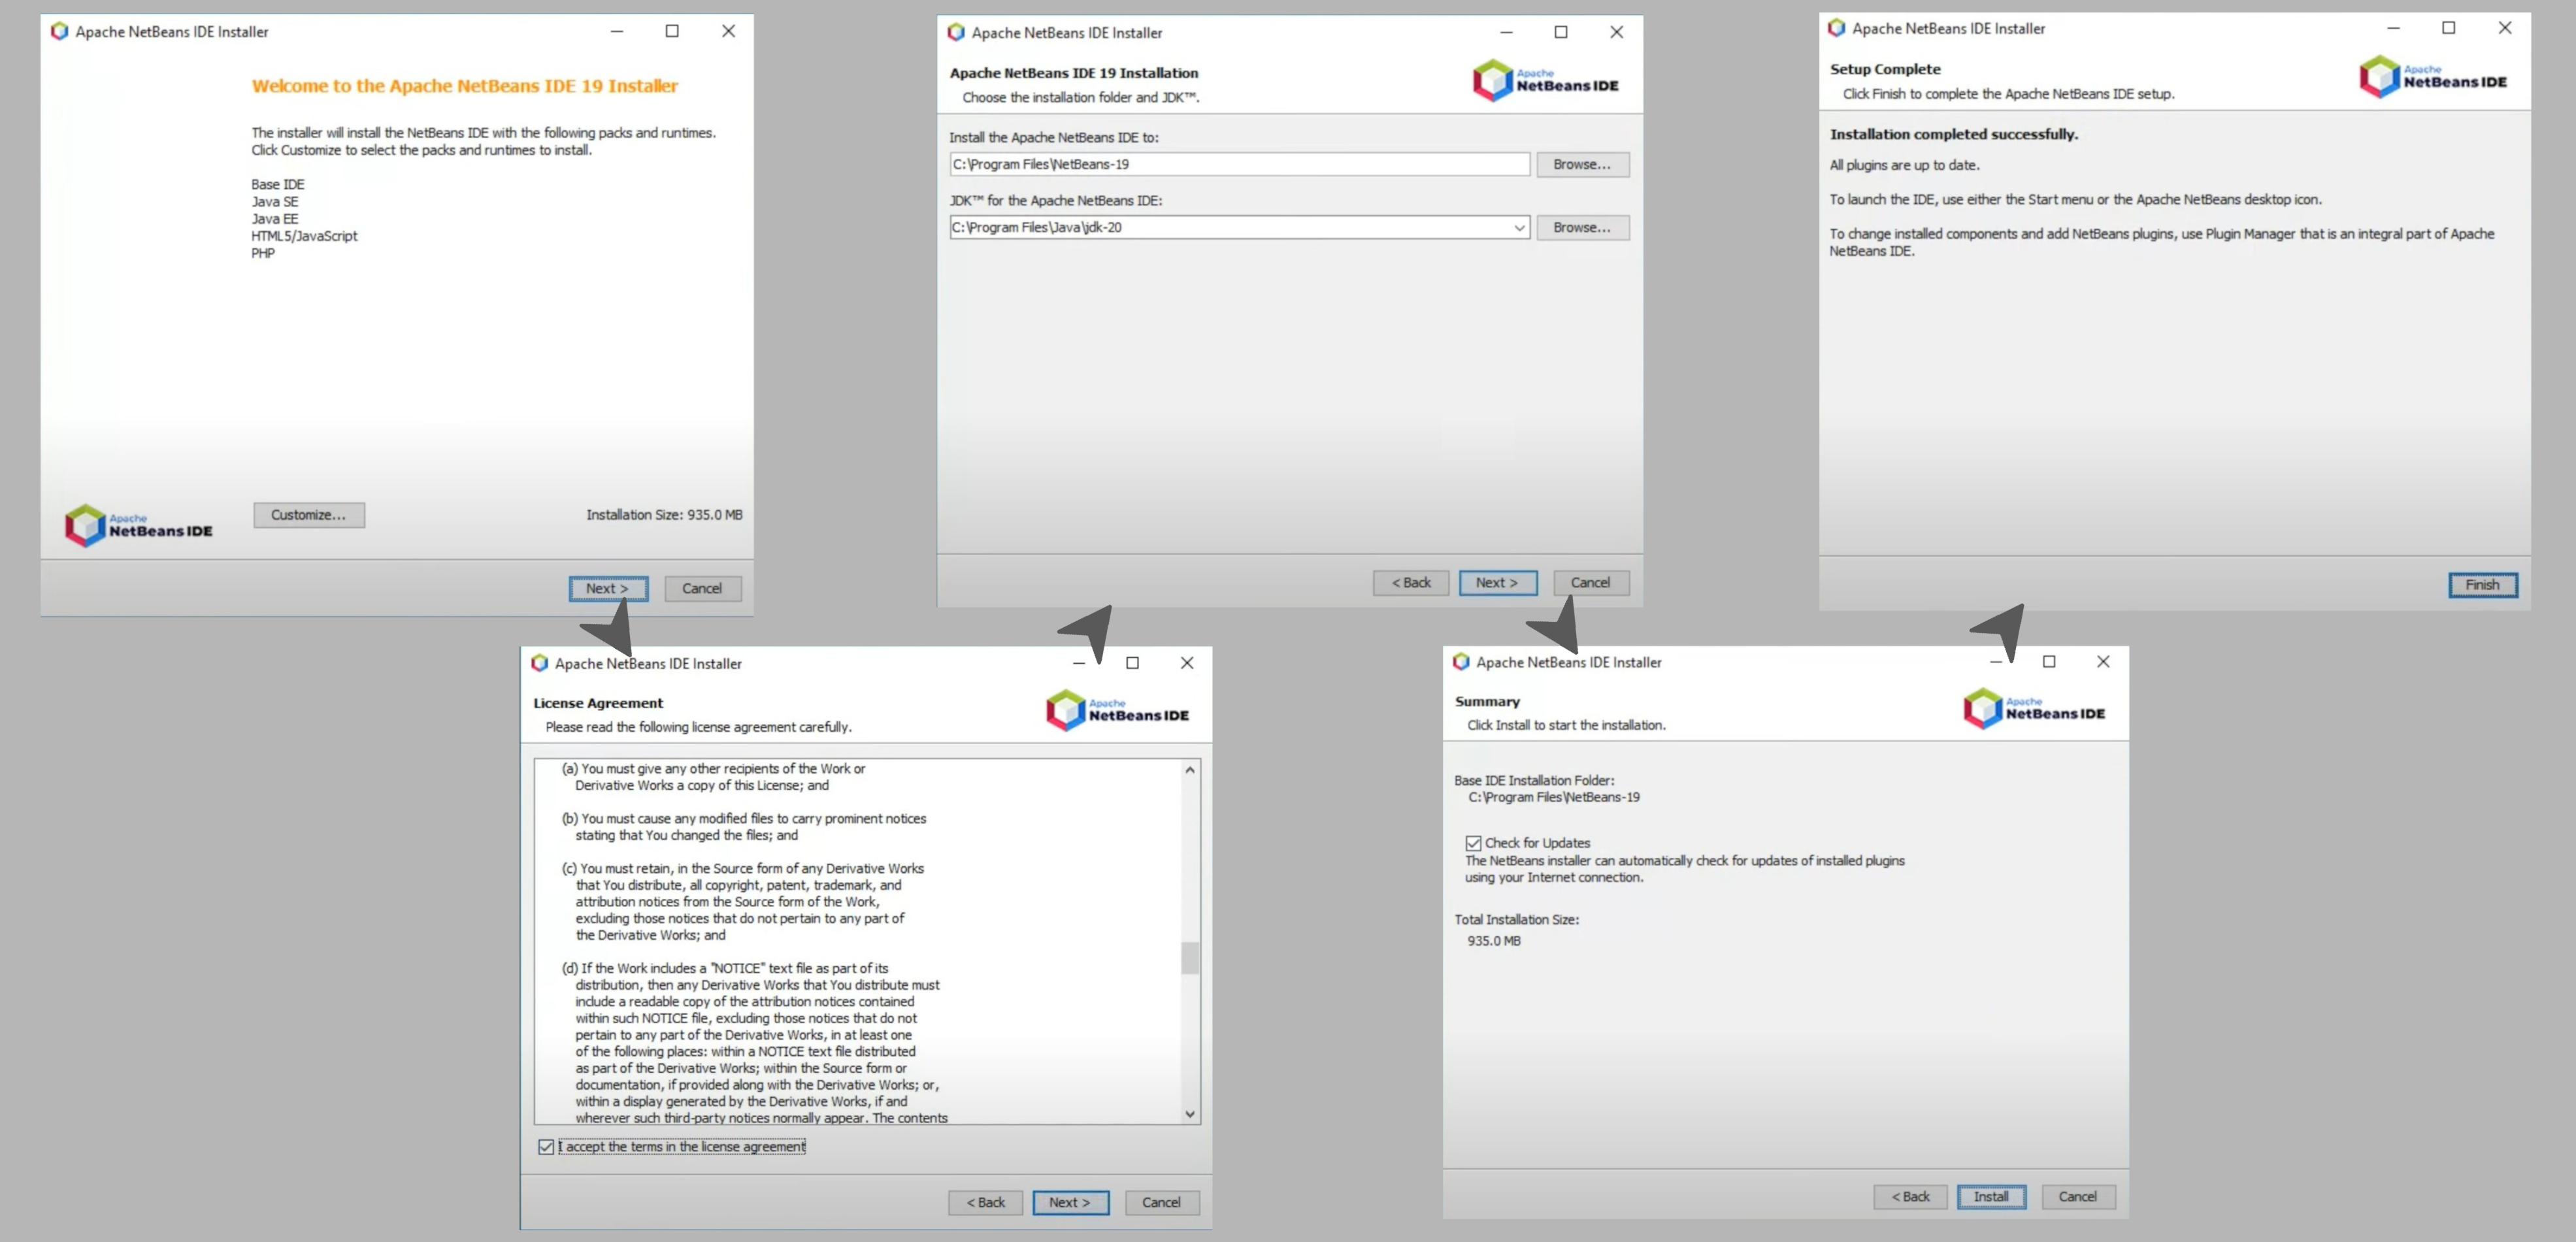 Apache NetBeans IDE Installer
Welcome to the Apache NetBeans IDE 19 Installer
The installer will install the NetBeans IDE with the following packs and runtimes.
Click Customize to select the packs and runtimes to install.
Base IDE
Java SE
Java EE
HTML5/JavaScript
PHP
Apache
NetBeans IDE
Customize...
Installation Size: 935.0 MB
Next >
Cancel
Apache NetBeans IDE Installer
License Agreement
Please read the following license agreement carefully.
Apache
NetBeans IDE
(a) You must give any other recipients of the Work or
Derivative Works a copy of this License; and
(b) You must cause any modified files to carry prominent notices
stating that You changed the files; and
(c) You must retain, in the Source form of any Derivative Works
that You distribute, all copyright, patent, trademark, and
attribution notices from the Source form of the Work,
excluding those notices that do not pertain to any part of
the Derivative Works; and
(d) If the Work includes a "NOTICE" text file as part of its
distribution, then any Derivative Works that You distribute must
include a readable copy of the attribution notices contained
within such NOTICE file, excluding those notices that do not
pertain to any part of the Derivative Works, in at least one
of the following places: within a NOTICE text file distributed
as part of the Derivative Works; within the Source form or
documentation, if provided along with the Derivative Works; or,
within a display generated by the Derivative Works, if and
wherever such third-party notices normally appear. The contents
I accept the terms in the license agreement
< Back
Next >
Cancel
Apache NetBeans IDE Installer
Apache NetBeans IDE 19 Installation
Choose the installation folder and JDK™.
Apache
NetBeans IDE
Install the Apache NetBeans IDE to:
C:\Program Files\NetBeans-19
Browse...
JDK™ for the Apache NetBeans IDE:
C:\Program Files\Java\jdk-20
Browse...
< Back
Next >
Cancel
Apache NetBeans IDE Installer
Summary
Click Install to start the installation.
Apache
NetBeans IDE
Base IDE Installation Folder:
C:\Program Files\NetBeans-19
Check for Updates
The NetBeans installer can automatically check for updates of installed plugins
using your Internet connection.
Total Installation Size:
935.0 MB
< Back
Install
Cancel
Apache NetBeans IDE Installer
Setup Complete
Click Finish to complete the Apache NetBeans IDE setup.
Apache
NetBeans IDE
Installation completed successfully.
All plugins are up to date.
To launch the IDE, use either the Start menu or the Apache NetBeans desktop icon.
To change installed components and add NetBeans plugins, use Plugin Manager that is an integral part of Apache
NetBeans IDE.
Finish